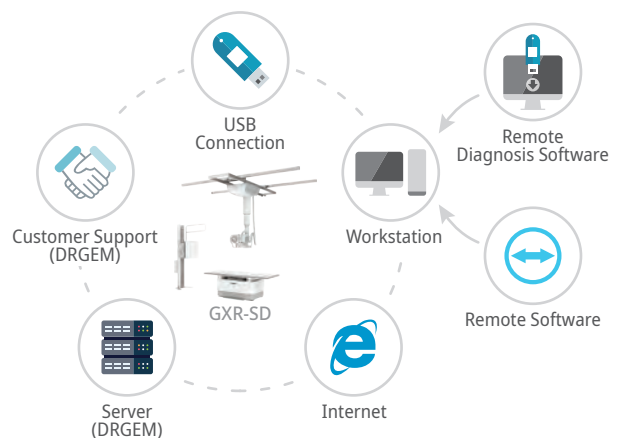 USB
Connection
Remote
Diagnosis Software
Customer Support
(DRGEM)
Workstation
GXR-SD
Remote Software
Server
(DRGEM)
Internet